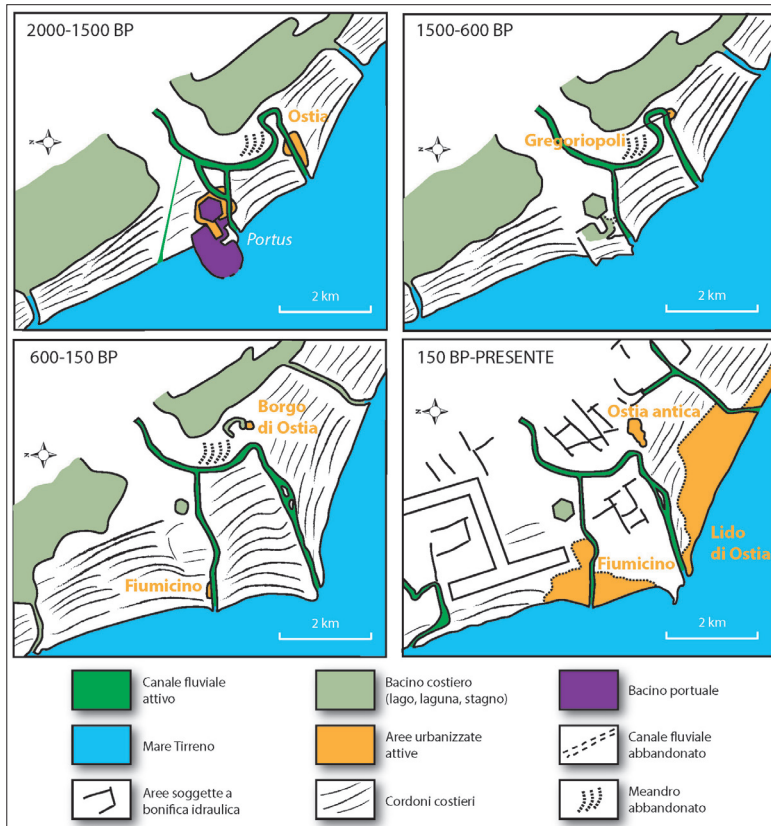 2000-1500 BP
Ostia
N
Portus
2 km
1500-600 BP
Gregoriopoli
N
2 km
600-150 BP
Borgo
di Ostia
N
Fiumicino
2 km
150 BP-PRESENTE
Ostia antica
N
Lido
di Ostia
Fiumicino
2 km
Canale fluviale
attivo
Bacino costiero
(lago, laguna, stagno)
Bacino portuale
Mare Tirreno
Aree urbanizzate
attive
Canale fluviale
abbandonato
Aree soggette a
bonifica idraulica
Cordoni costieri
Meandro
abbandonato